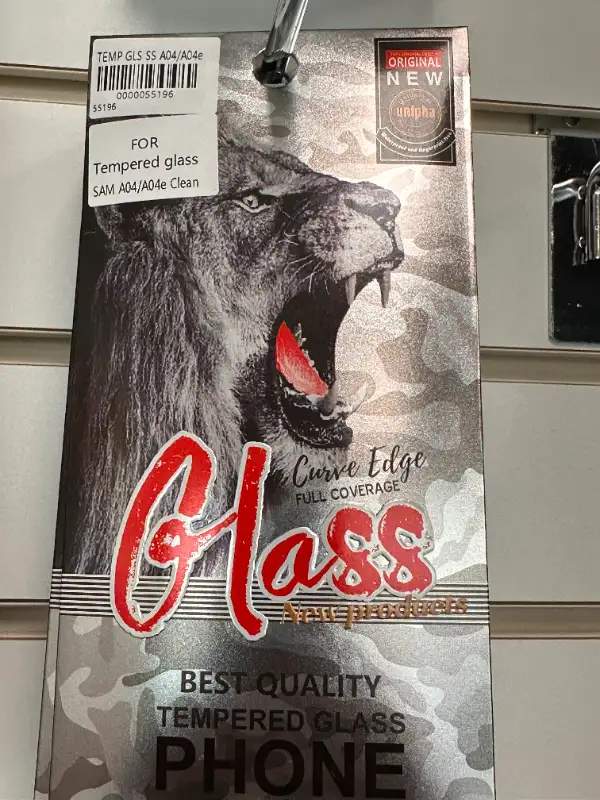 TEMP GLS SS A04/A04e
0000055196
55196
FOR
Tempered glass
SAM A04/A04e Clean
ORIGINAL
NEW
unipha
Curve Edge
FULL COVERAGE
Glass
New products
BEST QUALITY
TEMPERED GLASS
PHONE